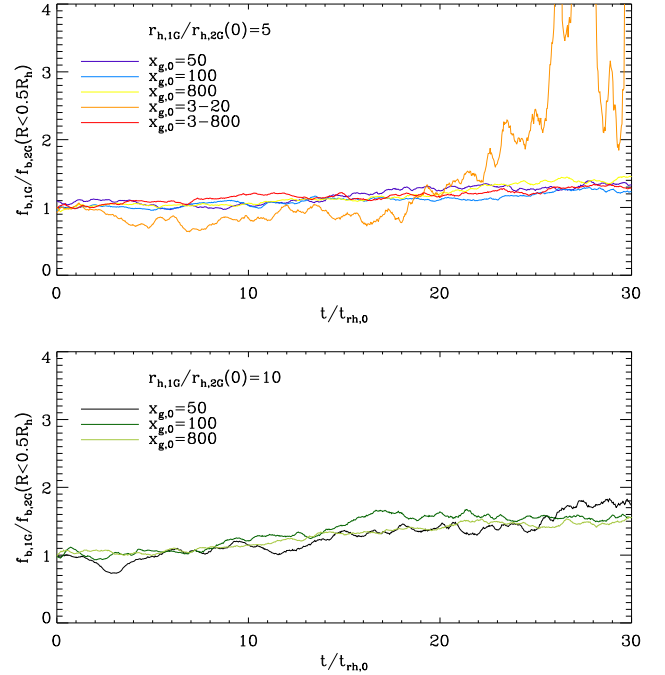 r_h,1G/r_h,2G(0)=5
x_g,0=50
x_g,0=100
x_g,0=800
x_g,0=3-20
x_g,0=3-800
f_b,1G/f_b,2G(R<0.5R_h)
4
3
2
1
0
0 10 20 30
t/t_rh,0
r_h,1G/r_h,2G(0)=10
x_g,0=50
x_g,0=100
x_g,0=800
f_b,1G/f_b,2G(R<0.5R_h)
4
3
2
1
0
0 10 20 30
t/t_rh,0